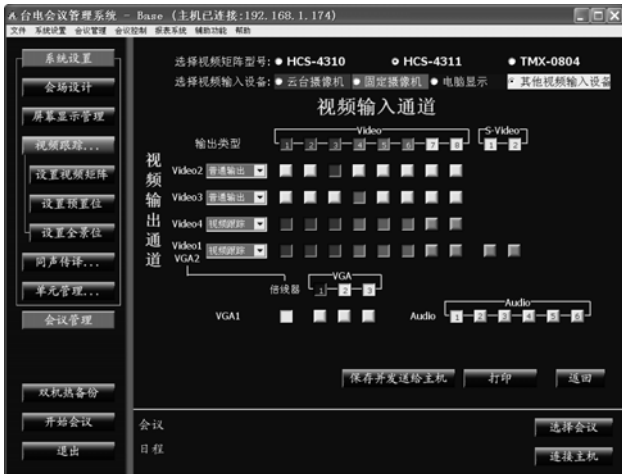 台电会议管理系统 - Base (主机已连接:192.168.1.174)
文件 系统设置 会议管理 会议控制 报表系统 辅助功能 帮助
系统设置
会场设计
屏幕显示管理
视频跟踪...
设置视频矩阵
设置预置位
设置全景位
同声传译...
单元管理...
会议管理
双机热备份
开始会议
退出
选择视频矩阵型号: HCS-4310 HCS-4311 TMX-0804
选择视频输入设备: 云台摄像机 固定摄像机 电脑显示 其他视频输入设备
视频输入通道
视频输出通道
输出类型
Video
1 2 3 4 5 6 7 8
S-Video
1 2
Video2 普通输出
Video3 普通输出
Video4 视频跟踪
Video1 视频跟踪
VGA2
倍线器
VGA
1 2 3
VGA1
Audio
Audio
1 2 3 4 5 6
保存并发送给主机 打印 返回
会议
日程
选择会议
连接主机